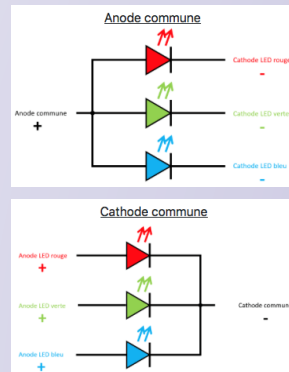 Anode commune
Cathode LED rouge
-
Anode commune
+
Cathode LED verte
-
Cathode LED bleu
-
Cathode commune
Anode LED rouge
+
Anode LED verte
+
Cathode commun
-
Anode LED bleu
+